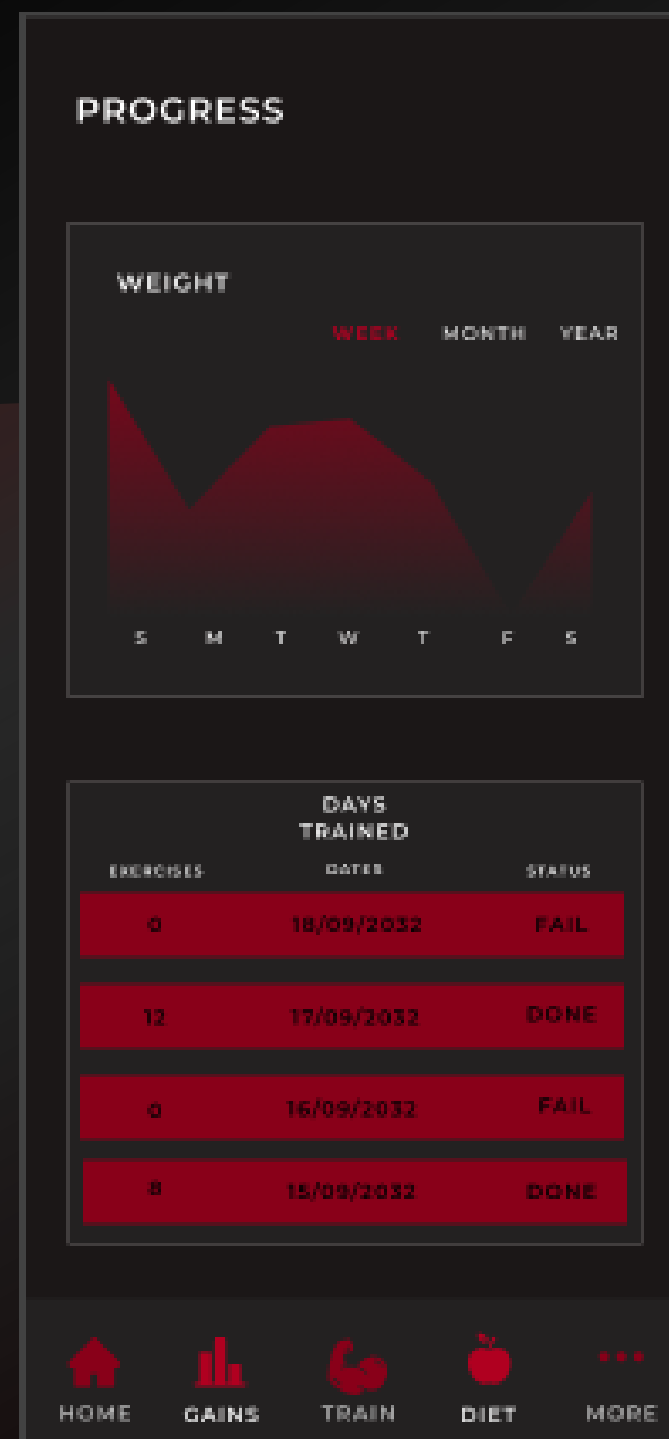 PROGRESS
WEIGHT
WEEK MONTH YEAR
S M T W T F S
DAYS
TRAINED
EXERCISES DATES STATUS
0 18/09/2032 FAIL
12 17/09/2032 DONE
0 16/09/2032 FAIL
8 15/09/2032 DONE
HOME GAINS TRAIN DIET MORE